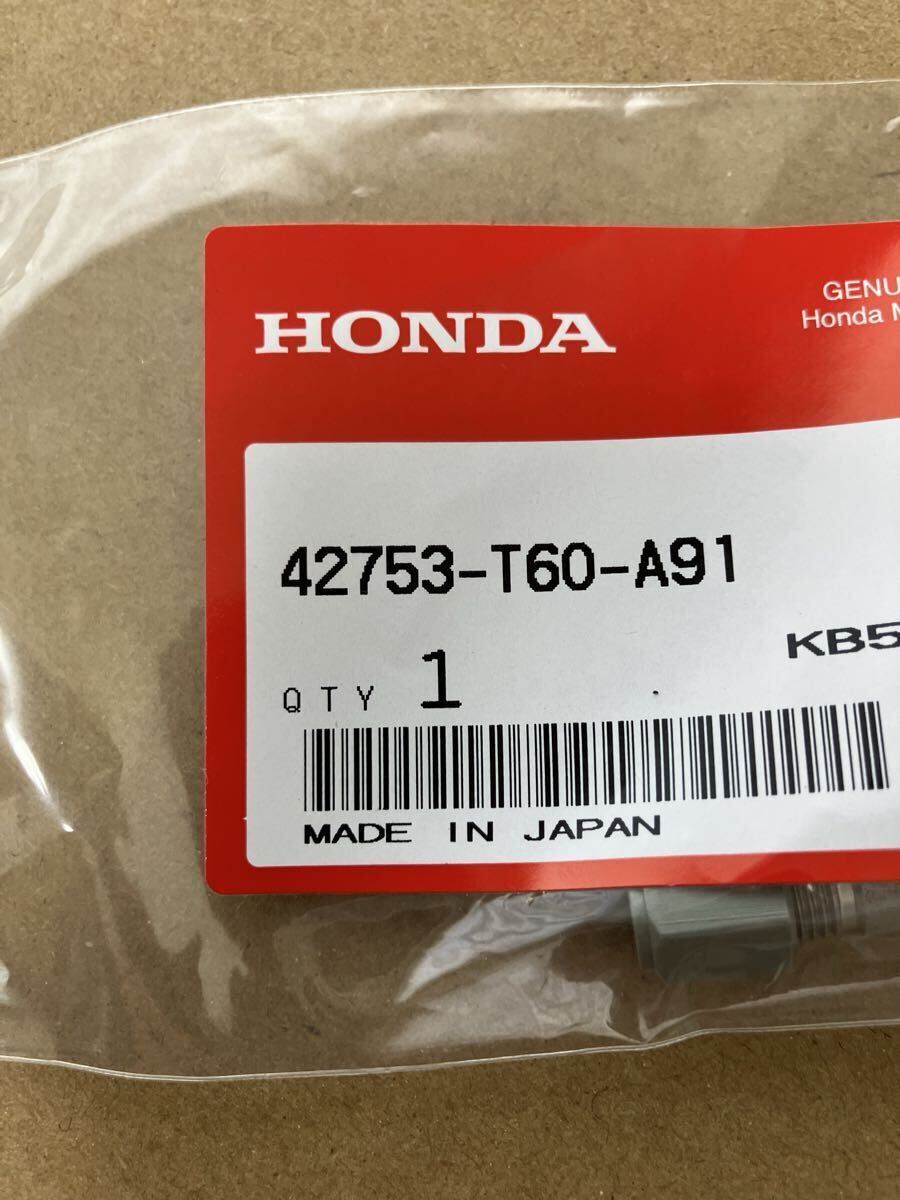 HONDA
GENU
Honda M
42753-T60-A91
KB5
QTY 1
MADE IN JAPAN